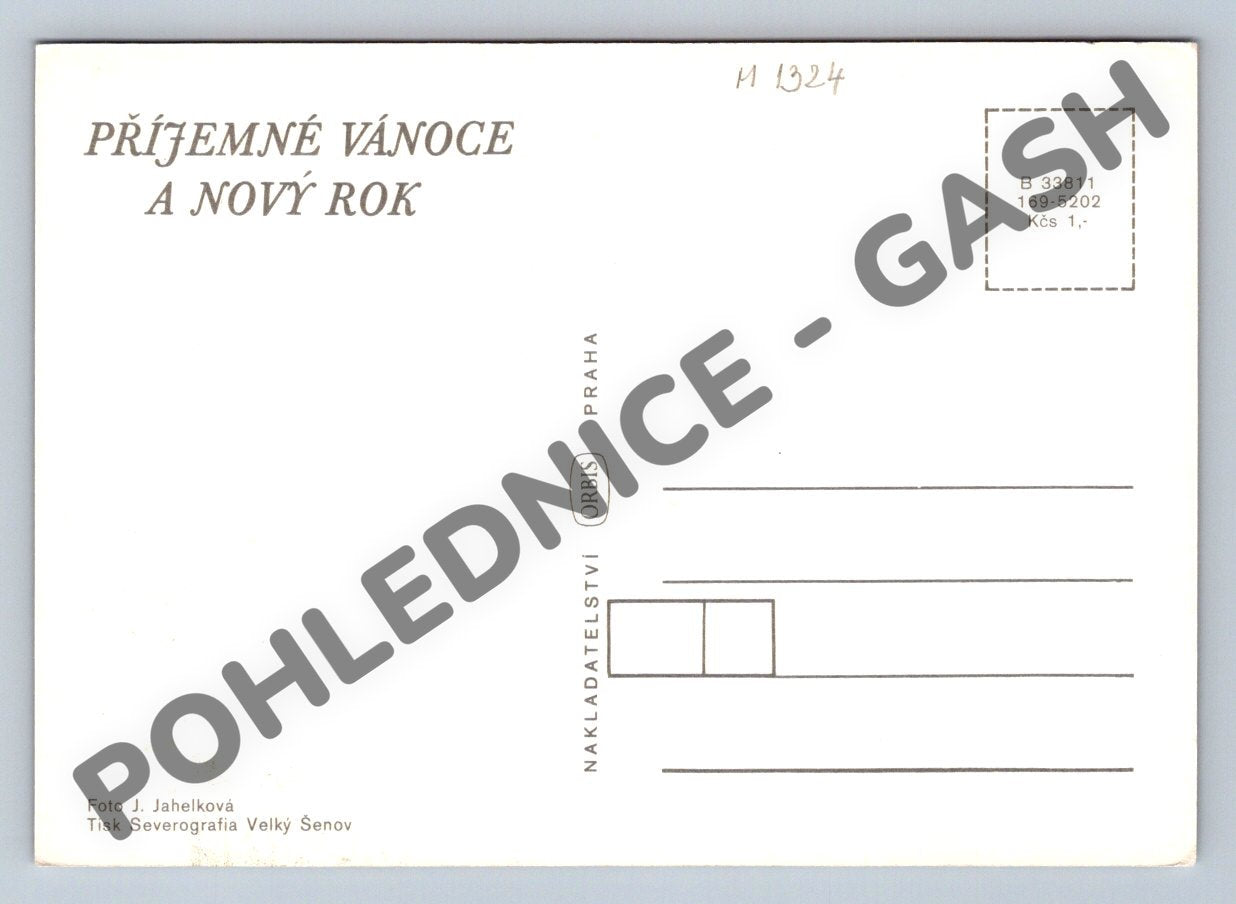 M 1324
PŘÍJEMNÉ VÁNOCE
A NOVÝ ROK
B 33811
169-5202
Kčs 1,-
NAKLADATELSTVÍ ORBIS PRAHA
POHLEDNICE - GASH
Foto J. Jahelková
Tisk Severografia Velký Šenov